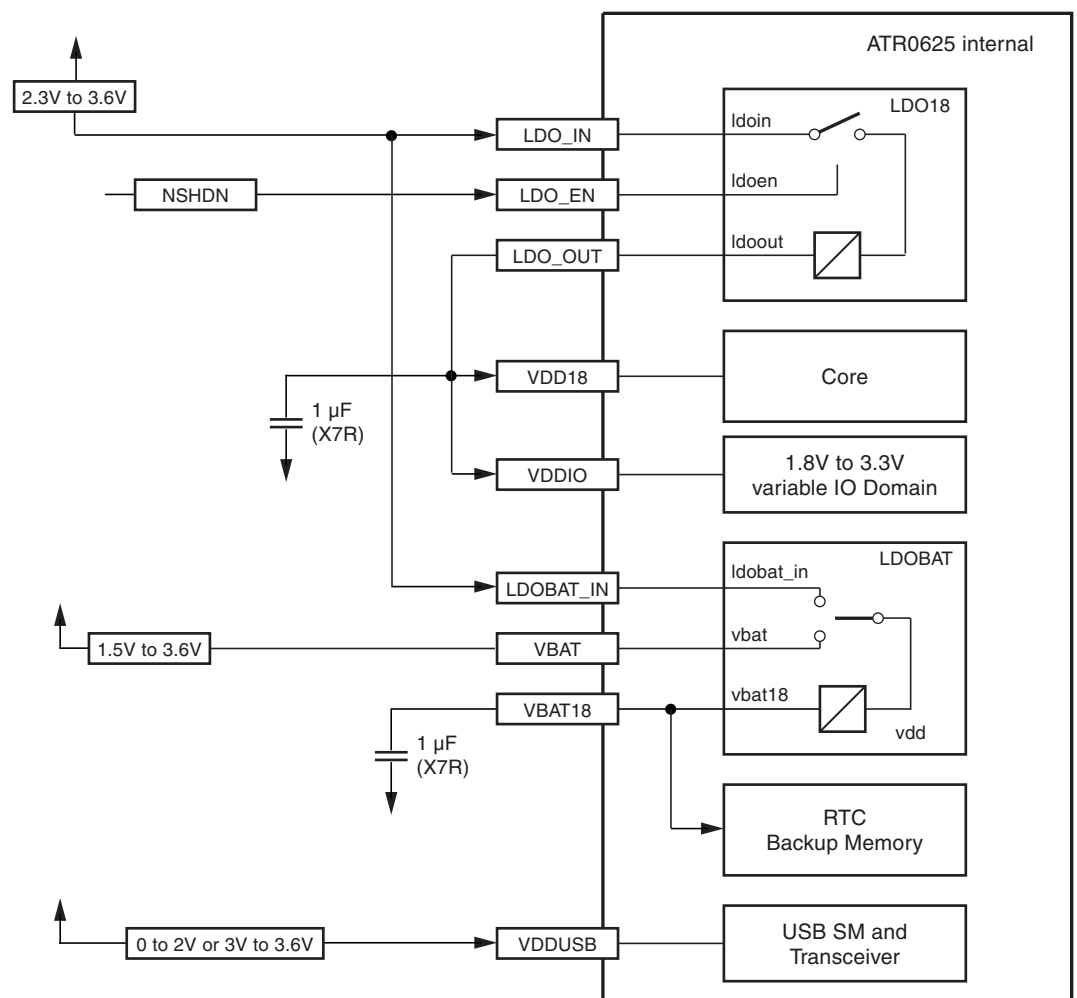 ATR0625 internal
2.3V to 3.6V
LDO18
LDO_IN
ldoin
NSHDN
LDO_EN
ldoen
LDO_OUT
ldoout
VDD18
Core
1 µF
(X7R)
VDDIO
1.8V to 3.3V
variable IO Domain
LDOBAT
LDOBAT_IN
ldobat_in
1.5V to 3.6V
VBAT
vbat
VBAT18
vbat18
vdd
1 µF
(X7R)
RTC
Backup Memory
0 to 2V or 3V to 3.6V
VDDUSB
USB SM and
Transceiver